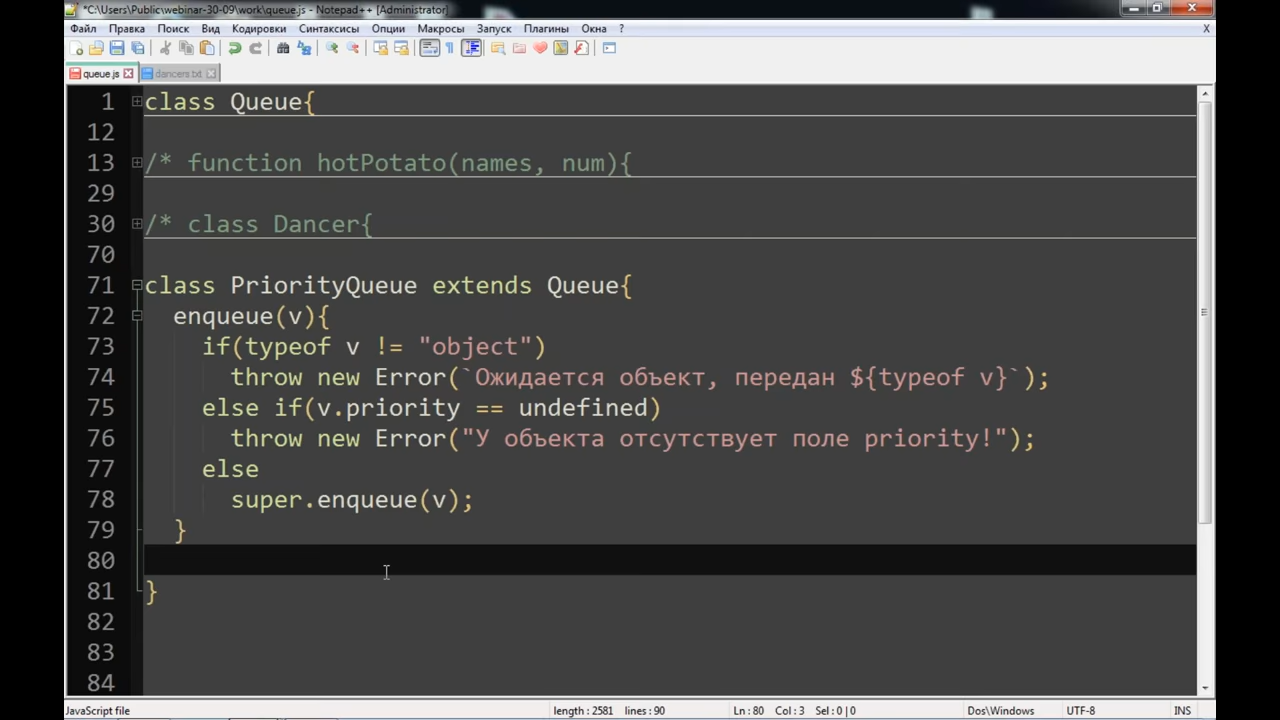 *C:\Users\Public\webinar-30-09\work\queue.js - Notepad++ [Administrator]
Файл Правка Поиск Вид Кодировки Синтаксисы Опции Макросы Запуск Плагины Окна ? X
queue.js dancers.txt
1 class Queue{
12
13 /* function hotPotato(names, num){
29
30 /* class Dancer{
70
71 class PriorityQueue extends Queue{
72 enqueue(v){
73 if(typeof v != "object")
74 throw new Error(`Ожидается объект, передан ${typeof v}`);
75 else if(v.priority == undefined)
76 throw new Error("У объекта отсутствует поле priority!");
77 else
78 super.enqueue(v);
79 }
80
81 }
82
83
84
JavaScript file length : 2581 lines : 90 Ln : 80 Col : 3 Sel : 0 | 0 Dos\Windows UTF-8 INS